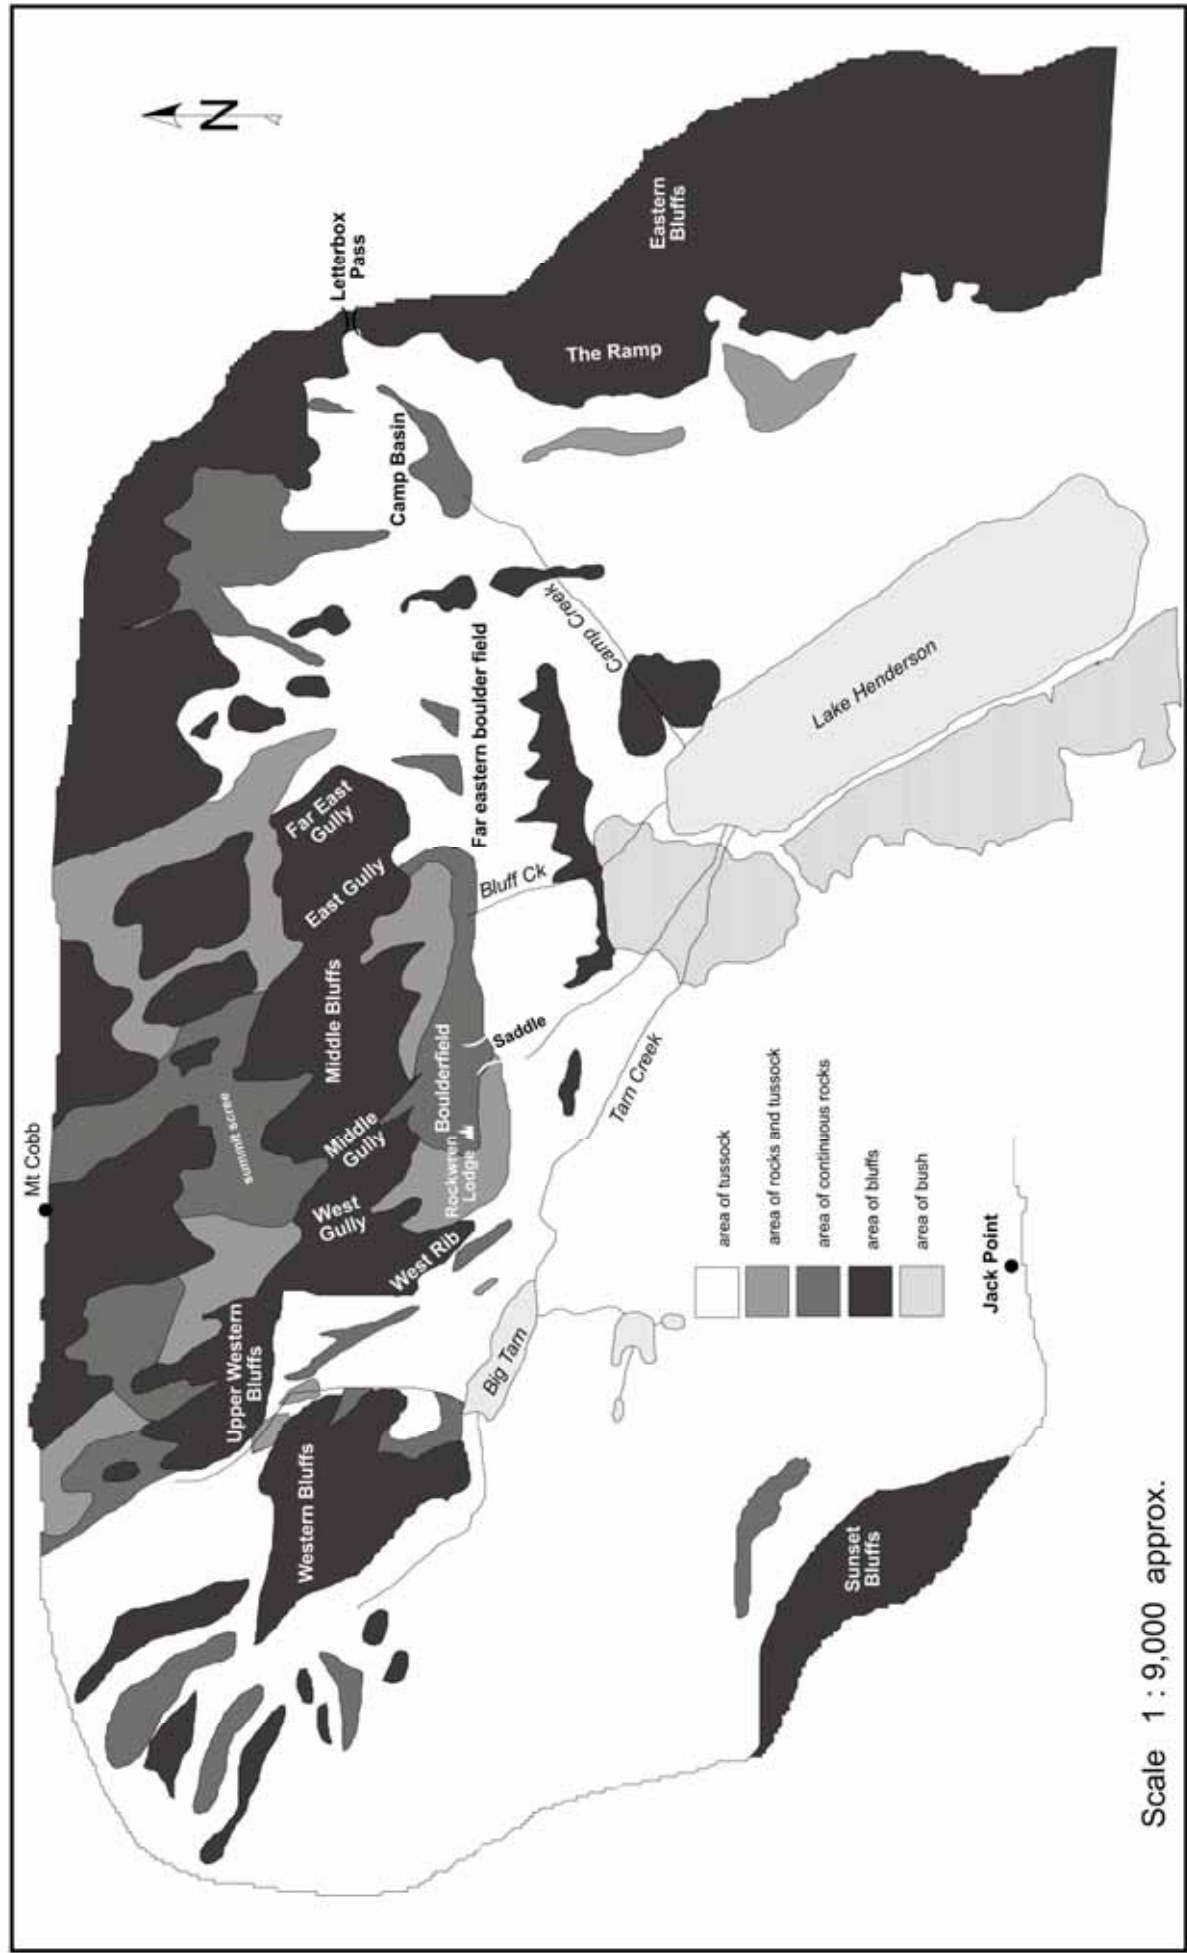 Mt Cobb
N
Letterbox
Pass
Eastern
Bluffs
The Ramp
Camp Basin
Camp Creek
Far eastern boulder field
Far East
Gully
East Gully
Bluff Ck
Middle Bluffs
summit scree
Middle
Gully
West
Gully
West Rib
Boulderfield
Rockwren
Lodge
Saddle
Upper Western
Bluffs
Western Bluffs
Big Tarn
Tarn Creek
Lake Henderson
Sunset
Bluffs
Jack Point
area of tussock
area of rocks and tussock
area of continuous rocks
area of bluffs
area of bush
Scale 1 : 9,000 approx.